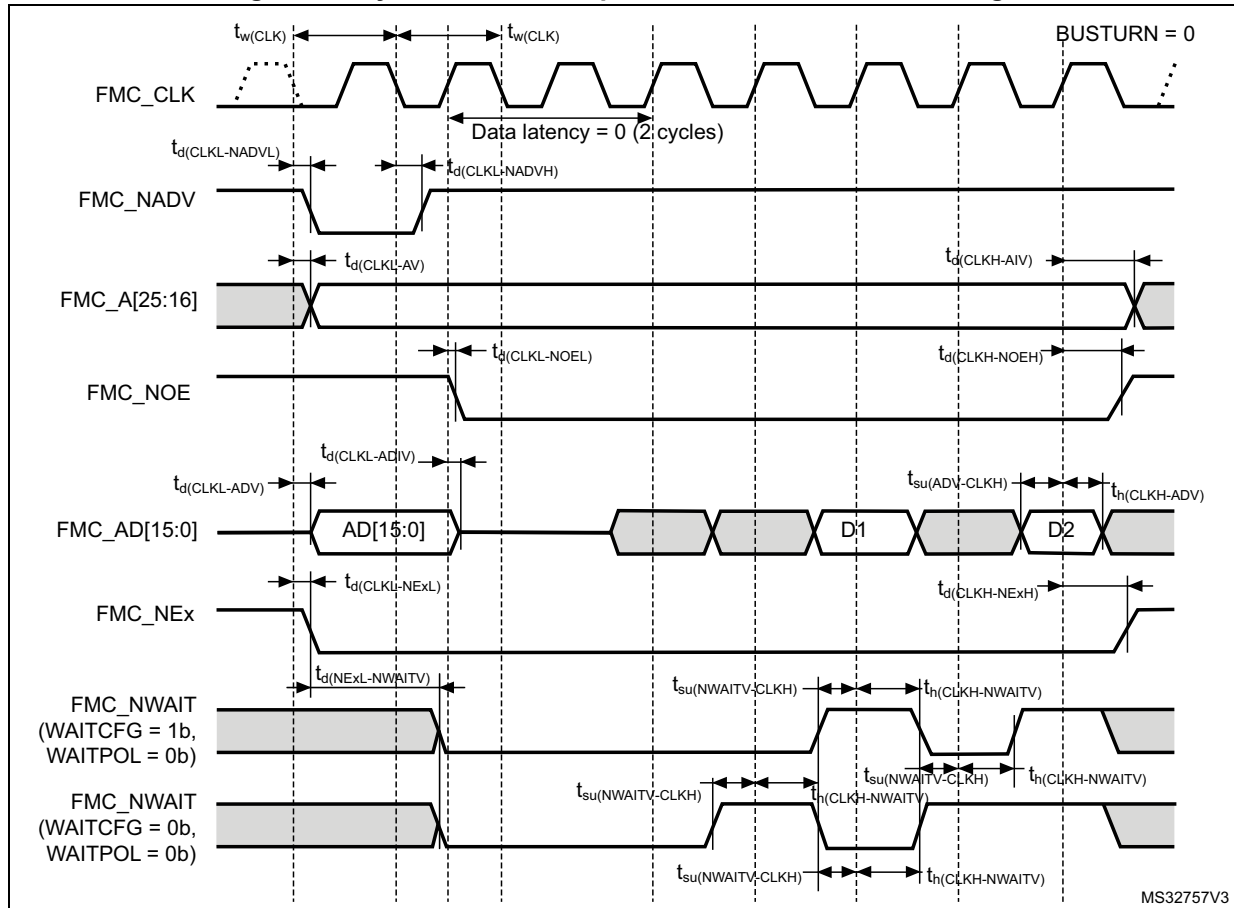 tw(CLK)
tw(CLK)
BUSTURN = 0
FMC_CLK
Data latency = 0 (2 cycles)
td(CLKL-NADVL)
td(CLKL-NADVH)
FMC_NADV
td(CLKL-AV)
td(CLKH-AIV)
FMC_A[25:16]
td(CLKL-NOEL)
td(CLKH-NOEH)
FMC_NOE
td(CLKL-ADIV)
td(CLKL-ADV)
tsu(ADV-CLKH)
th(CLKH-ADV)
FMC_AD[15:0]
AD[15:0]
D1
D2
td(CLKL-NExL)
td(CLKH-NExH)
FMC_NEx
td(NExL-NWAITV)
tsu(NWAITV-CLKH)
th(CLKH-NWAITV)
FMC_NWAIT
(WAITCFG = 1b,
WAITPOL = 0b)
tsu(NWAITV-CLKH)
th(CLKH-NWAITV)
tsu(NWAITV-CLKH)
th(CLKH-NWAITV)
FMC_NWAIT
(WAITCFG = 0b,
WAITPOL = 0b)
tsu(NWAITV-CLKH)
th(CLKH-NWAITV)
MS32757V3